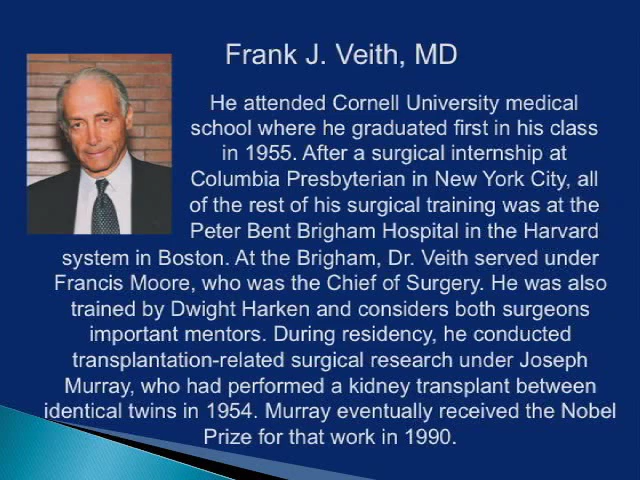 Frank J. Veith, MD
He attended Cornell University medical
school where he graduated first in his class
in 1955. After a surgical internship at
Columbia Presbyterian in New York City, all
of the rest of his surgical training was at the
Peter Bent Brigham Hospital in the Harvard
system in Boston. At the Brigham, Dr. Veith served under
Francis Moore, who was the Chief of Surgery. He was also
trained by Dwight Harken and considers both surgeons
important mentors. During residency, he conducted
transplantation-related surgical research under Joseph
Murray, who had performed a kidney transplant between
identical twins in 1954. Murray eventually received the Nobel
Prize for that work in 1990.